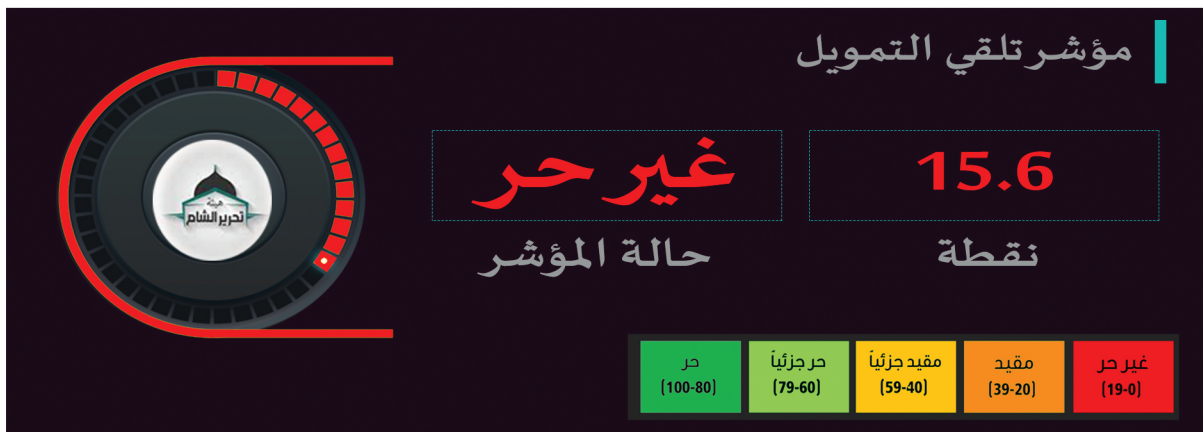 مؤشر تلقي التمويل
15.6
نقطة
غير حر
حالة المؤشر
هيئة
تحرير الشام
غير حر
(19-0)
مقيد
(39-20)
مقيد جزئياً
(59-40)
حر جزئياً
(79-60)
حر
(100-80)